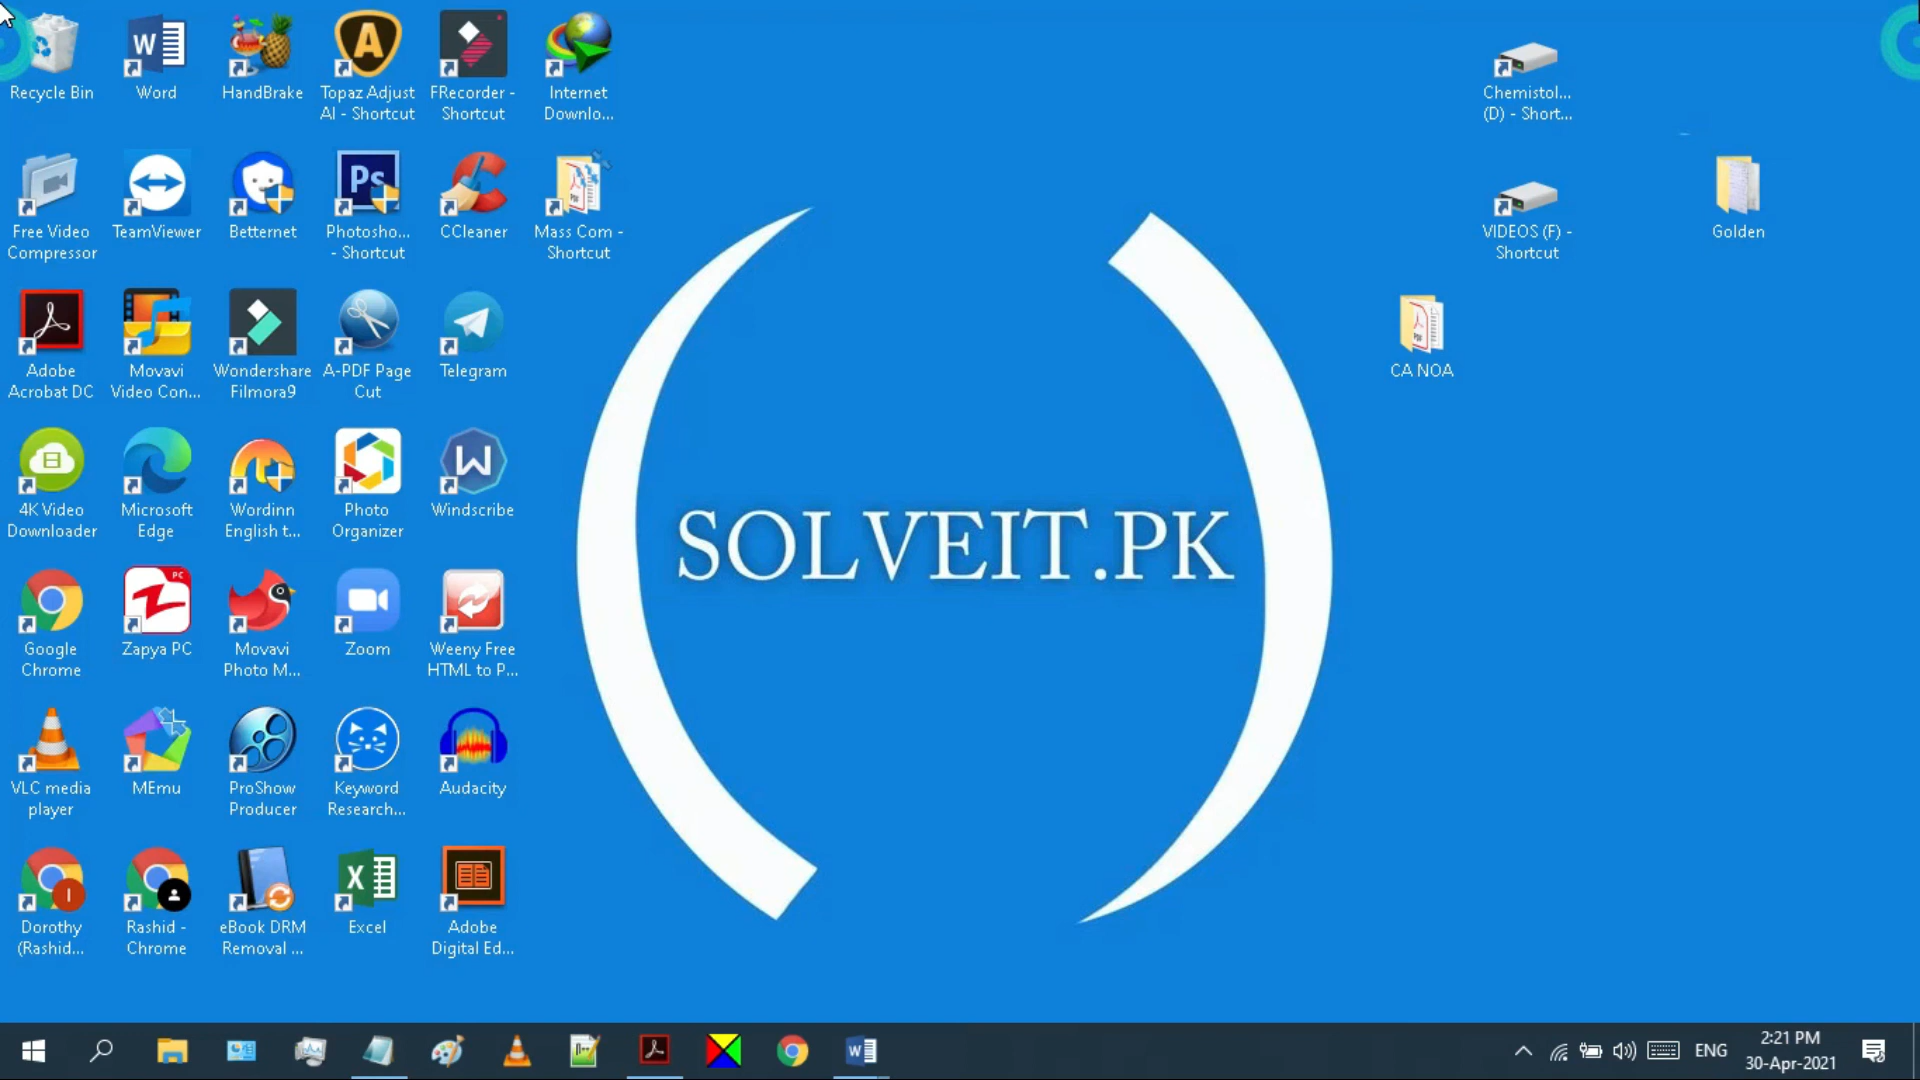 Recycle Bin
Word
HandBrake
Topaz Adjust
AI - Shortcut
FRecorder -
Shortcut
Internet
Downlo...
Chemistol...
(D) - Short...
Free Video
Compressor
TeamViewer
Betternet
Photosho...
- Shortcut
CCleaner
Mass Com -
Shortcut
VIDEOS (F) -
Shortcut
Golden
Adobe
Acrobat DC
Movavi
Video Con...
Wondershare
Filmora9
A-PDF Page
Cut
Telegram
CA NOA
4K Video
Downloader
Microsoft
Edge
Wordinn
English t...
Photo
Organizer
Windscribe
SOLVEIT.PK
Google
Chrome
Zapya PC
Movavi
Photo M...
Zoom
Weeny Free
HTML to P...
VLC media
player
MEmu
ProShow
Producer
Keyword
Research...
Audacity
Dorothy
(Rashid...
Rashid -
Chrome
eBook DRM
Removal ...
Excel
Adobe
Digital Ed...
ENG
2:21 PM
30-Apr-2021